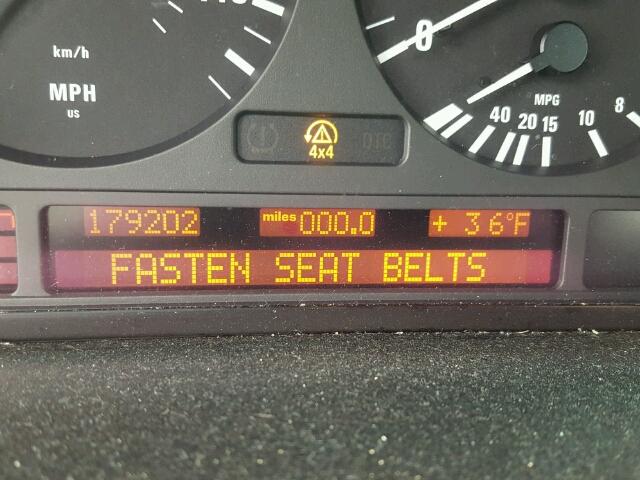 km/h
MPH
US
0
MPG
40 20 15 10 8
4x4
DTC
179202 miles 000.0 + 36°F
FASTEN SEAT BELTS